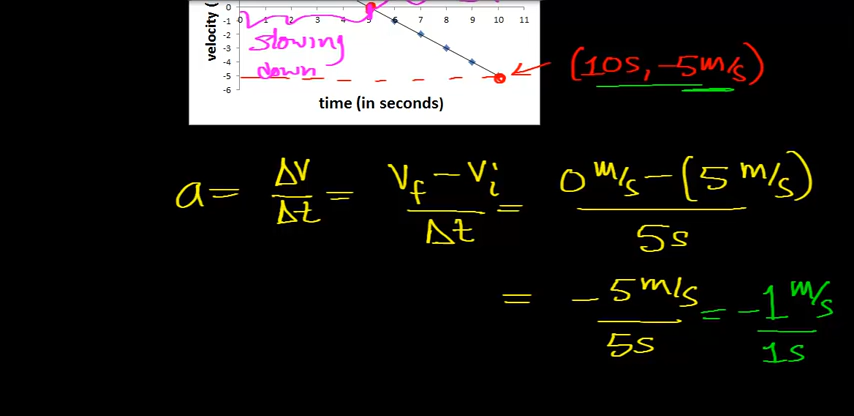 velocity (
0
-1
-2
-3
-4
-5
-6
0 1 2 3 4 5 6 7 8 9 10 11
time (in seconds)
slowing
down
(10s, -5m/s)
a = Δv/Δt = (v_f - v_i)/Δt = (0 m/s - (5 m/s))/5s
= -5 m/s / 5s = -1 m/s / 1s